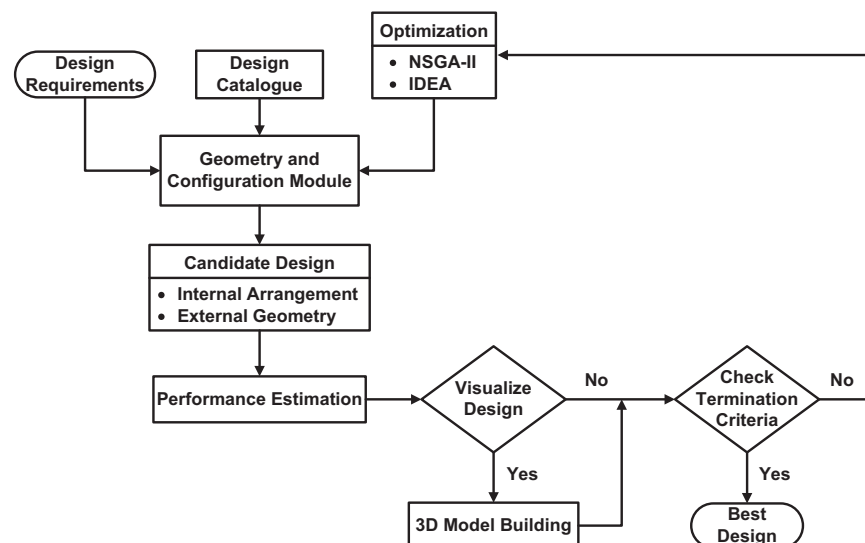 Optimization
• NSGA-II
• IDEA
Design
Requirements
Design
Catalogue
Geometry and
Configuration Module
Candidate Design
• Internal Arrangement
• External Geometry
Performance Estimation
Visualize
Design
No
Check
Termination
Criteria
No
Yes
Yes
3D Model Building
Best
Design